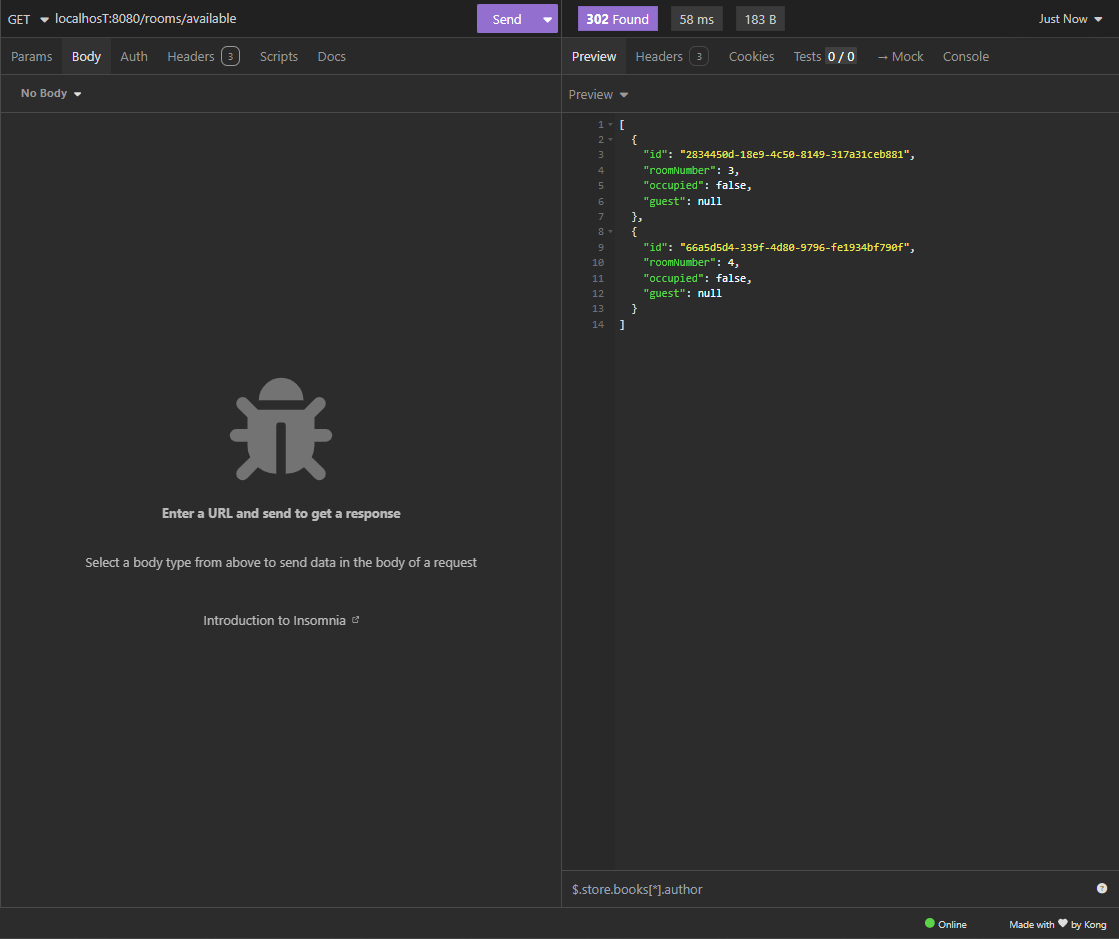 GET localhosT:8080/rooms/available Send
302 Found 58 ms 183 B Just Now
Params Body Auth Headers 3 Scripts Docs
Preview Headers 3 Cookies Tests 0 / 0 → Mock Console
No Body
Preview
1 [
2 {
3 "id": "2834450d-18e9-4c50-8149-317a31ceb881",
4 "roomNumber": 3,
5 "occupied": false,
6 "guest": null
7 },
8 {
9 "id": "66a5d5d4-339f-4d80-9796-fe1934bf790f",
10 "roomNumber": 4,
11 "occupied": false,
12 "guest": null
13 }
14 ]
Enter a URL and send to get a response
Select a body type from above to send data in the body of a request
Introduction to Insomnia
$.store.books[*].author ?
Online Made with ♥ by Kong